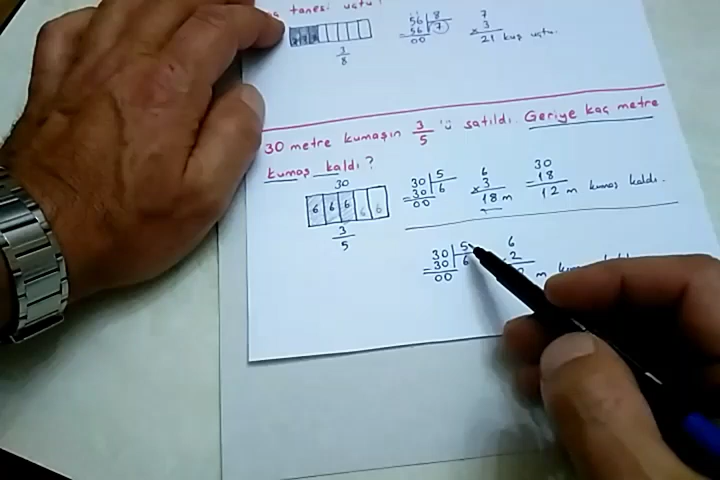 tanesi uçtu?
56 | 8
56 | 7
00
7
x 3
21 kuş uçtu.
3
8
30 metre kumaşın 3/5 'ü satıldı. Geriye kaç metre
kumaş kaldı?
30
6 6 6 6 6
3
5
30 | 5
30 | 6
00
6
x 3
18 m
30
18
12 m kumaş kaldı.
30 | 5
30 | 6
00
6
2
m